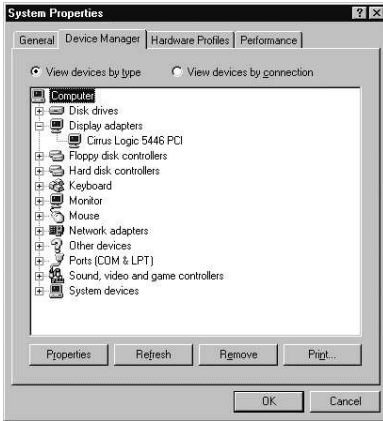 System Properties
General Device Manager Hardware Profiles Performance
View devices by type View devices by connection
Computer
Disk drives
Display adapters
Cirrus Logic 5446 PCI
Floppy disk controllers
Hard disk controllers
Keyboard
Monitor
Mouse
Network adapters
Other devices
Ports (COM & LPT)
Sound, video and game controllers
System devices
Properties Refresh Remove Print...
OK Cancel